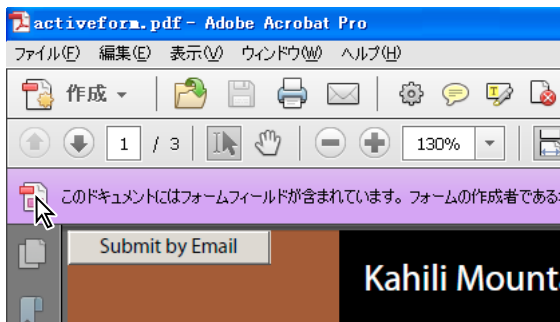 activeform.pdf - Adobe Acrobat Pro
ファイル(F) 編集(E) 表示(V) ウィンドウ(W) ヘルプ(H)
作成
1 / 3 130%
このドキュメントにはフォームフィールドが含まれています。フォームの作成者である
Submit by Email
Kahili Mount